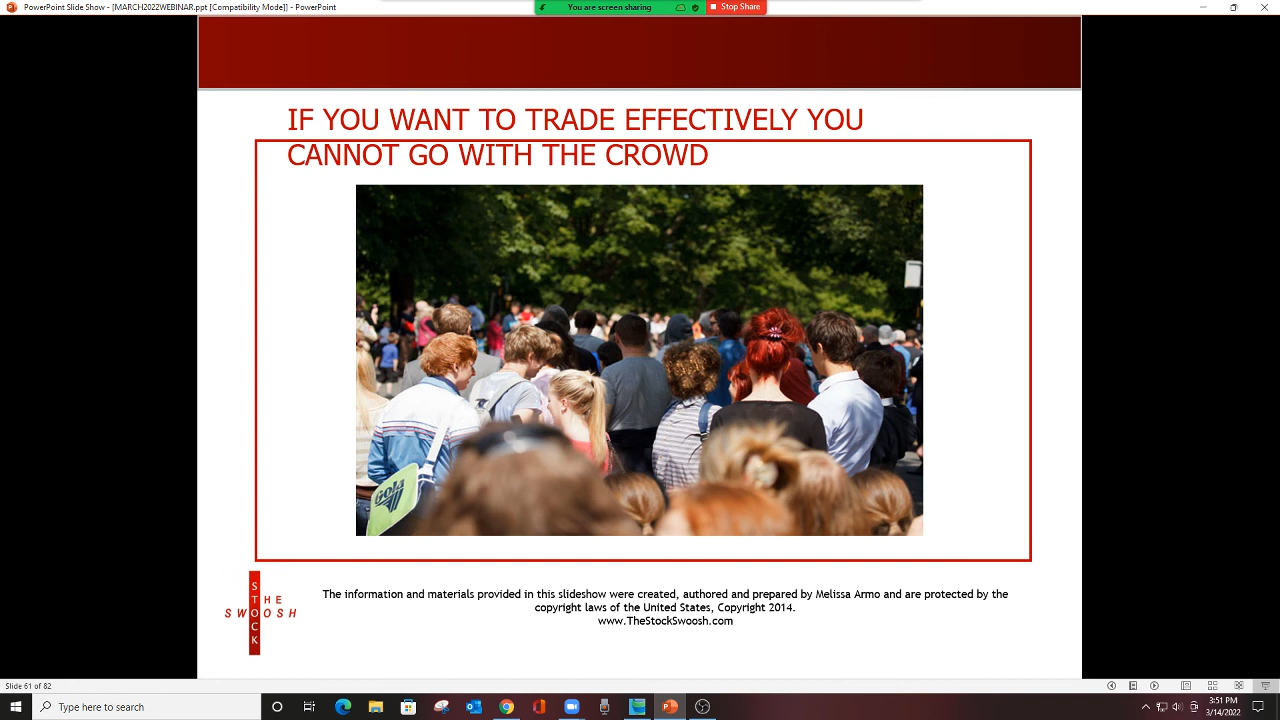 PowerPoint Slide Show - [MARCH2022WEBINAR.ppt [Compatibility Mode]] - PowerPoint
You are screen sharing
Stop Share
IF YOU WANT TO TRADE EFFECTIVELY YOU
CANNOT GO WITH THE CROWD
Gola
THE
STOCK
SWOOSH
The information and materials provided in this slideshow were created, authored and prepared by Melissa Armo and are protected by the
copyright laws of the United States, Copyright 2014.
www.TheStockSwoosh.com
Slide 61 of 82
Type here to search
3:51 PM
3/14/2022